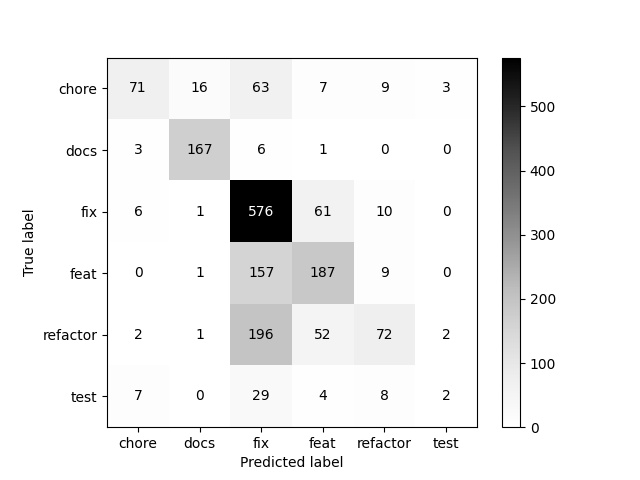 chore 71 16 63 7 9 3
docs 3 167 6 1 0 0
fix 6 1 576 61 10 0
feat 0 1 157 187 9 0
refactor 2 1 196 52 72 2
test 7 0 29 4 8 2
chore docs fix feat refactor test
Predicted label
True label
500
400
300
200
100
0